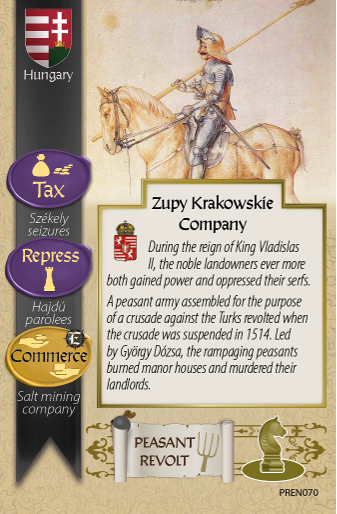 Hungary
Tax
Székely
seizures
Repress
Hajdú
parolees
E
Commerce
Salt mining
company
Zupy Krakowskie
Company
During the reign of King Vladislas
II, the noble landowners ever more
both gained power and oppressed their serfs.
A peasant army assembled for the purpose
of a crusade against the Turks revolted when
the crusade was suspended in 1514. Led
by György Dózsa, the rampaging peasants
burned manor houses and murdered their
landlords.
PEASANT
REVOLT
PREN070